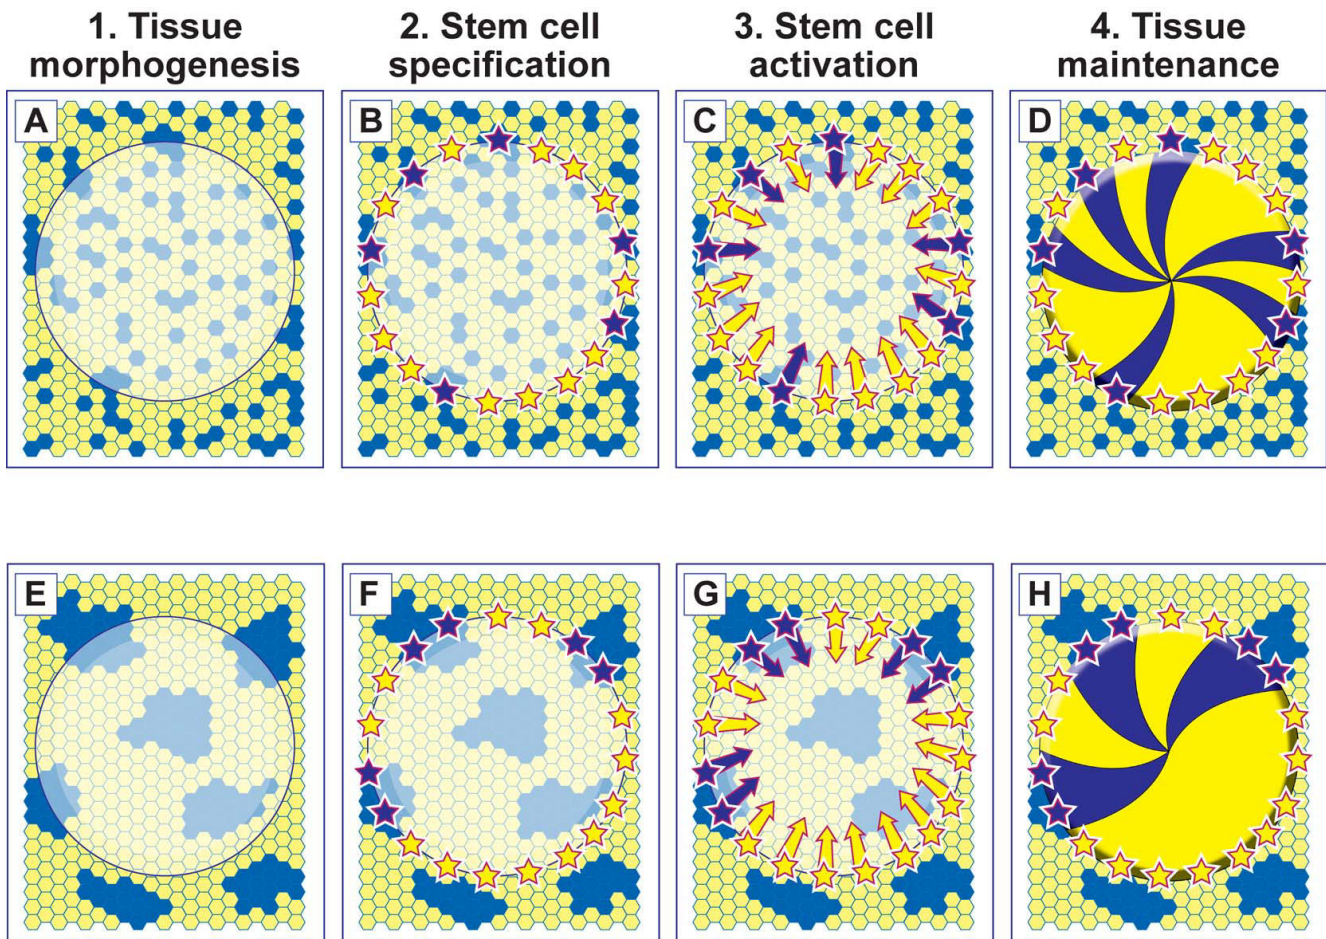 1. Tissue
morphogenesis
2. Stem cell
specification
3. Stem cell
activation
4. Tissue
maintenance
A
B
C
D
E
F
G
H